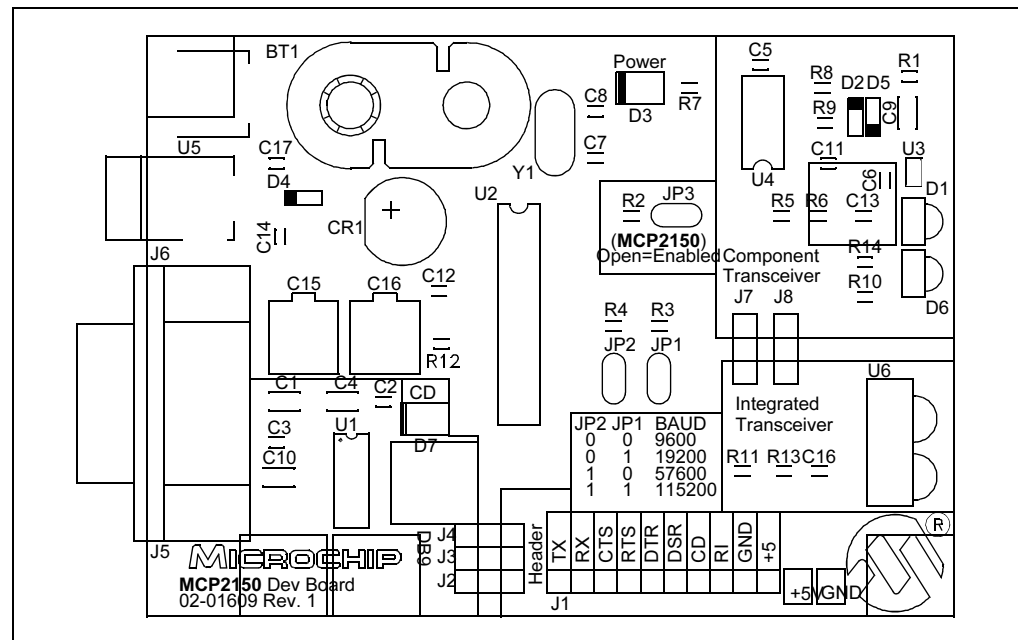 BT1
Power
C5
R1
R8
D2 D5
C9
R9
C8
D3
R7
C7
Y1
U5
C17
D4
U2
U4
C11
U3
C6
D1
R2
JP3
R5
R6
C13
CR1
C14
(MCP2150)
Open=Enabled
Component
Transceiver
R14
J6
C15
C16
C12
R10
J7
J8
D6
R4
R3
R12
JP2
JP1
U6
C1
C4
C2
CD
Integrated
Transceiver
C3
U1
D7
JP2 JP1 BAUD
0 0 9600
0 1 19200
1 0 57600
1 1 115200
C10
R11
R13
C16
J5
MICROCHIP
MCP2150 Dev Board
02-01609 Rev. 1
DB9
J4
J3
J2
Header
TX
RX
CTS
RTS
DTR
DSR
CD
RI
GND
+5
J1
+5V
GND
®